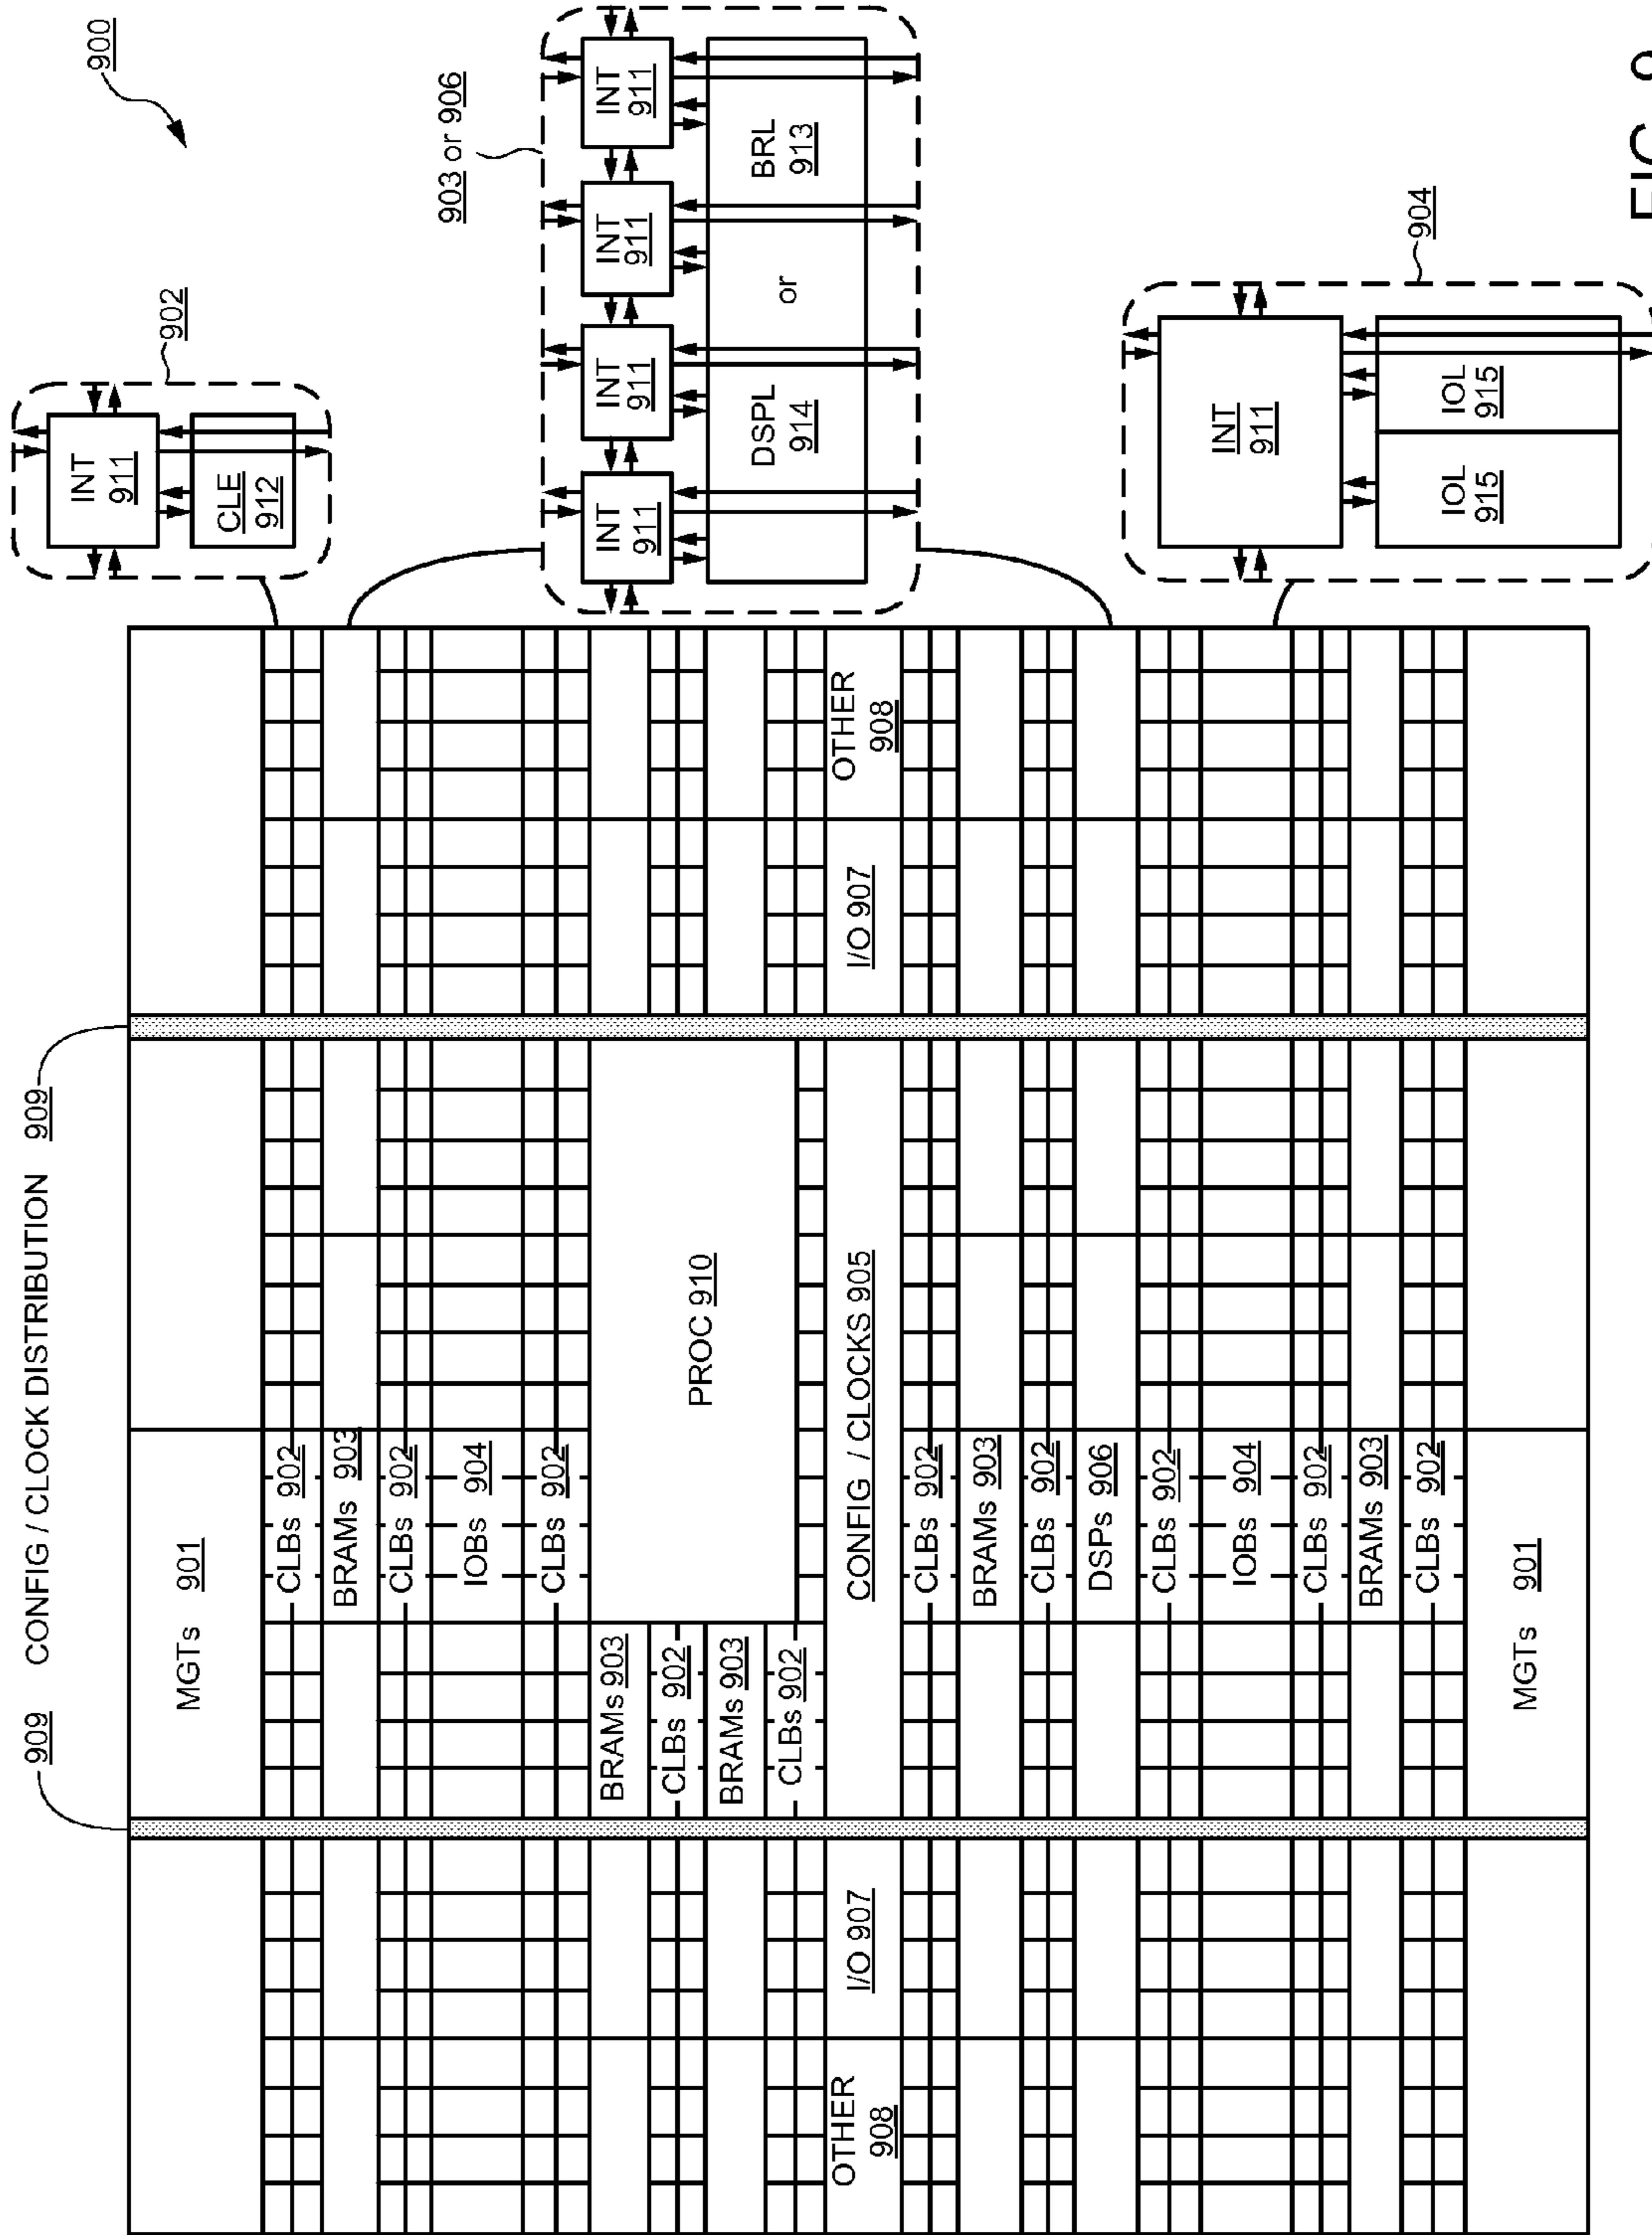 909
CONFIG / CLOCK DISTRIBUTION
909
900
902
INT
911
CLE
912
MGTs 901
CLBs 902
BRAMs 903
CLBs 902
IOBs 904
CLBs 902
903 or 906
INT
911
INT
911
INT
911
INT
911
DSPL
914
or
BRL
913
BRAMs 903
CLBs 902
BRAMs 903
CLBs 902
PROC 910
OTHER
908
I/O 907
CONFIG / CLOCKS 905
I/O 907
OTHER
908
CLBs 902
BRAMs 903
CLBs 902
DSPs 906
CLBs 902
IOBs 904
CLBs 902
BRAMs 903
CLBs 902
904
INT
911
IOL
915
IOL
915
MGTs 901
FIG. 9